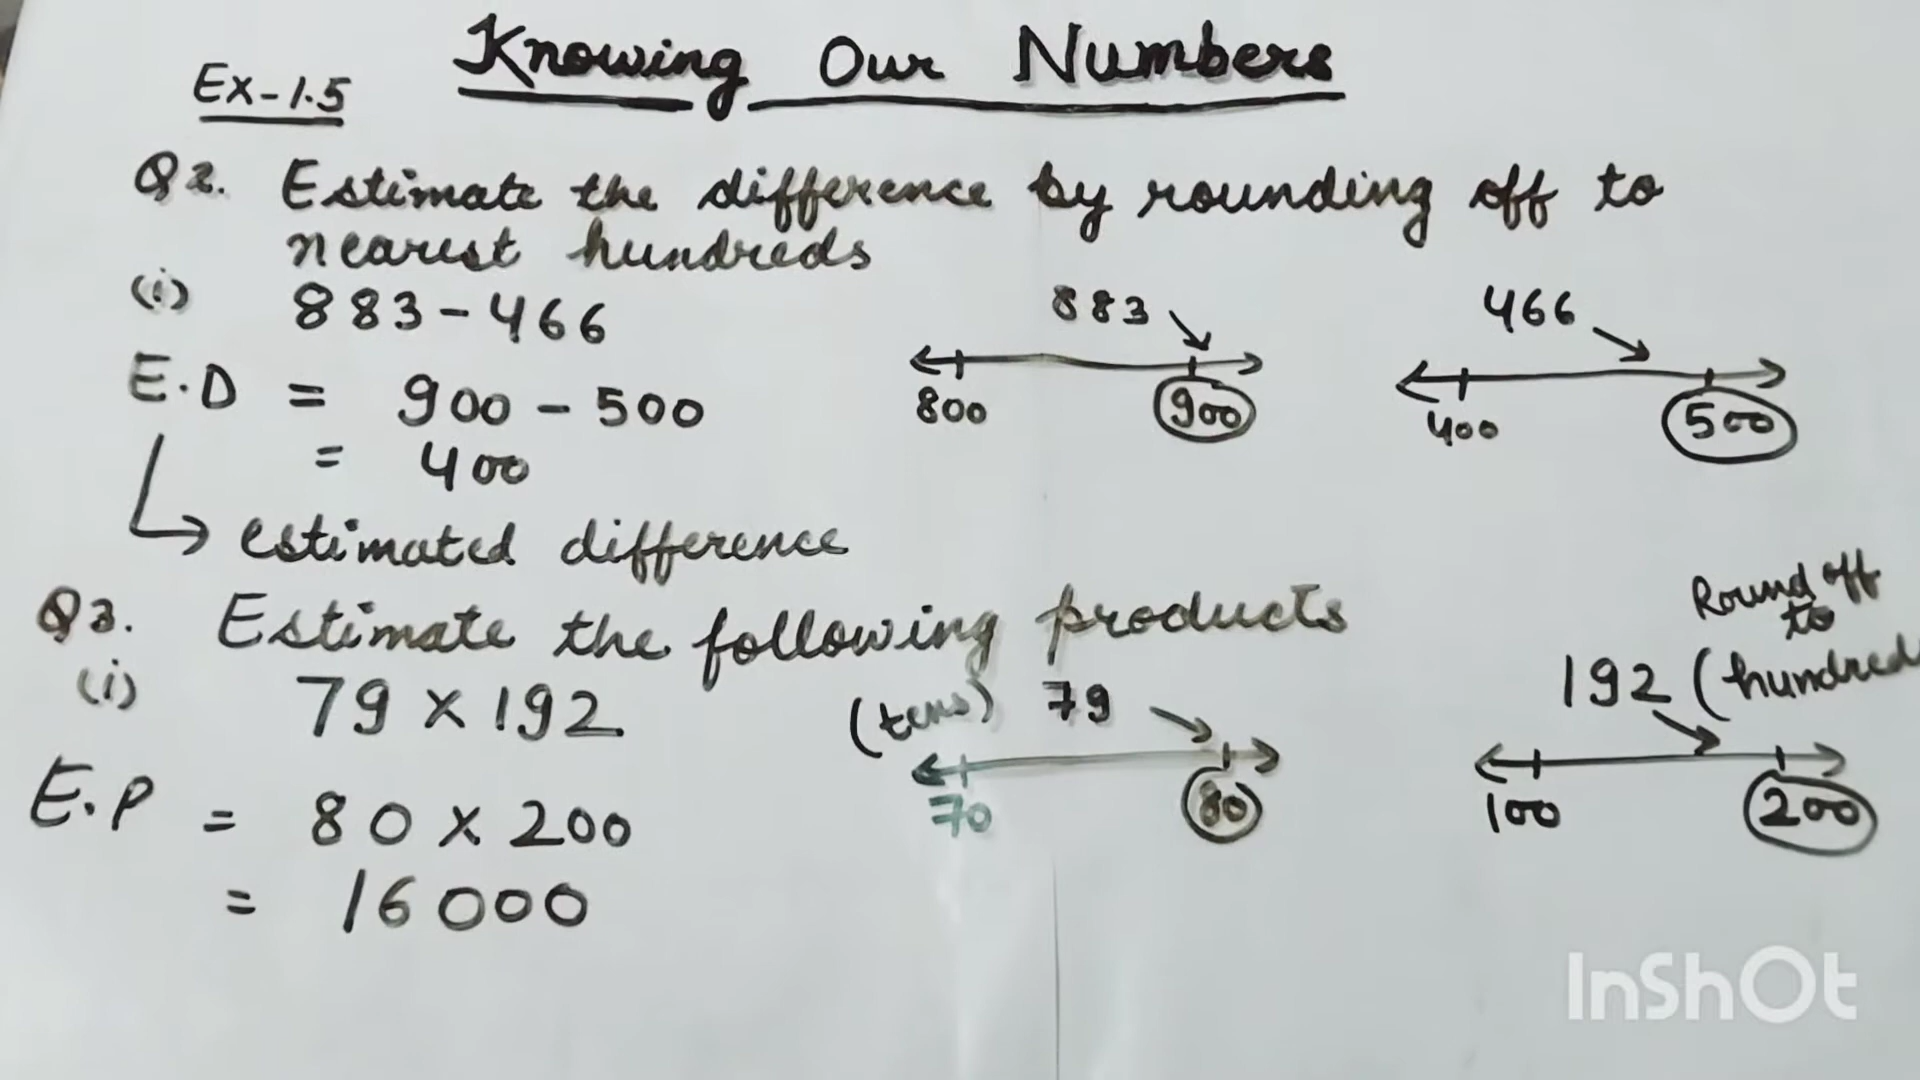 Knowing Our Numbers
Ex-1.5
Q2. Estimate the difference by rounding off to
nearest hundreds
(i) 883-466
883
466
E.D = 900 - 500
800
900
400
500
= 400
estimated difference
Q3. Estimate the following products
Round off
to
(i) 79 × 192
(tens) 79
192 (hundred
70
80
100
200
E.P = 80 × 200
= 16000
InShOt